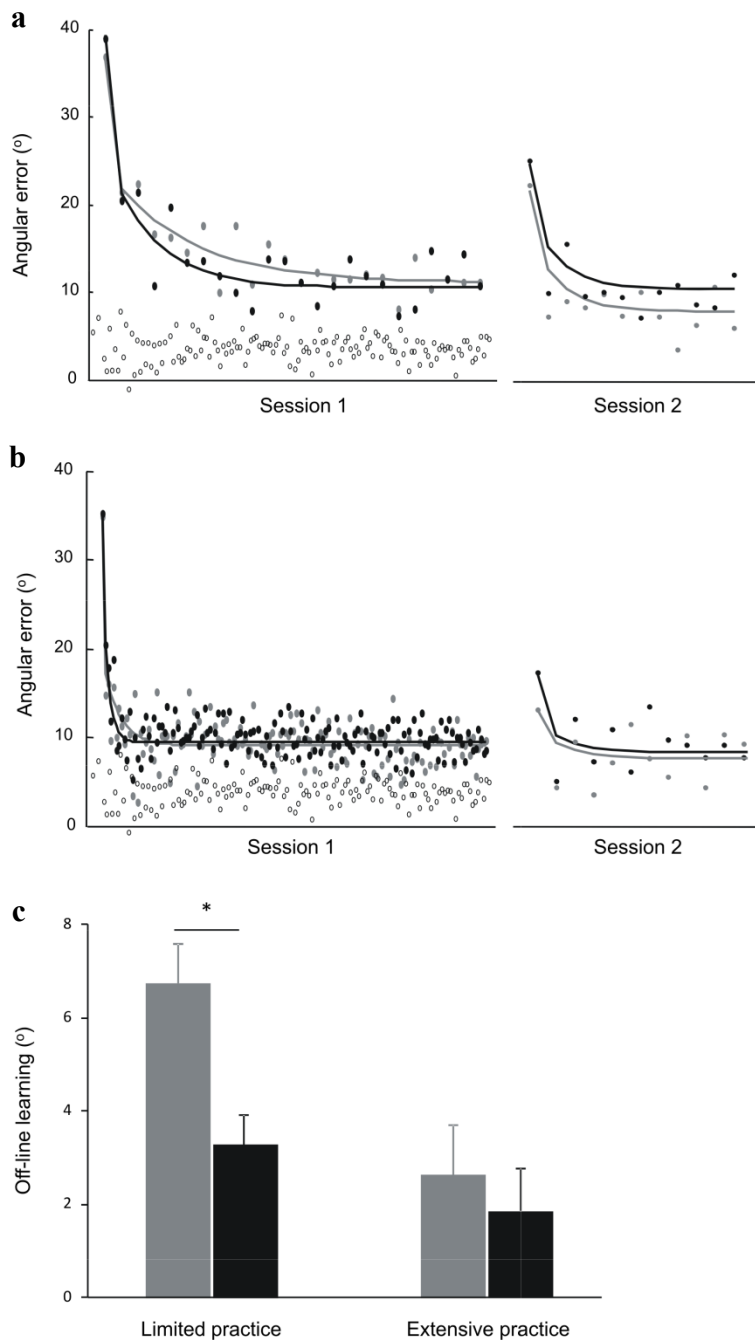 a
40
30
20
10
0
Angular error (º)
Session 1
Session 2
b
40
30
20
10
0
Angular error (º)
Session 1
Session 2
c
8
6
4
2
0
Off-line learning (º)
*
Limited practice
Extensive practice